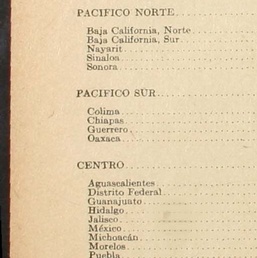 PACIFICO NORTE
Baja California, Norte
Baja California, Sur
Nayarit
Sinaloa
Sonora
PACIFICO SUR
Colima
Chiapas
Guerrero
Oaxaca
CENTRO
Aguascalientes
Distrito Federal
Guanajuato
Hidalgo
Jalisco
México
Michoacán
Morelos
Puebla